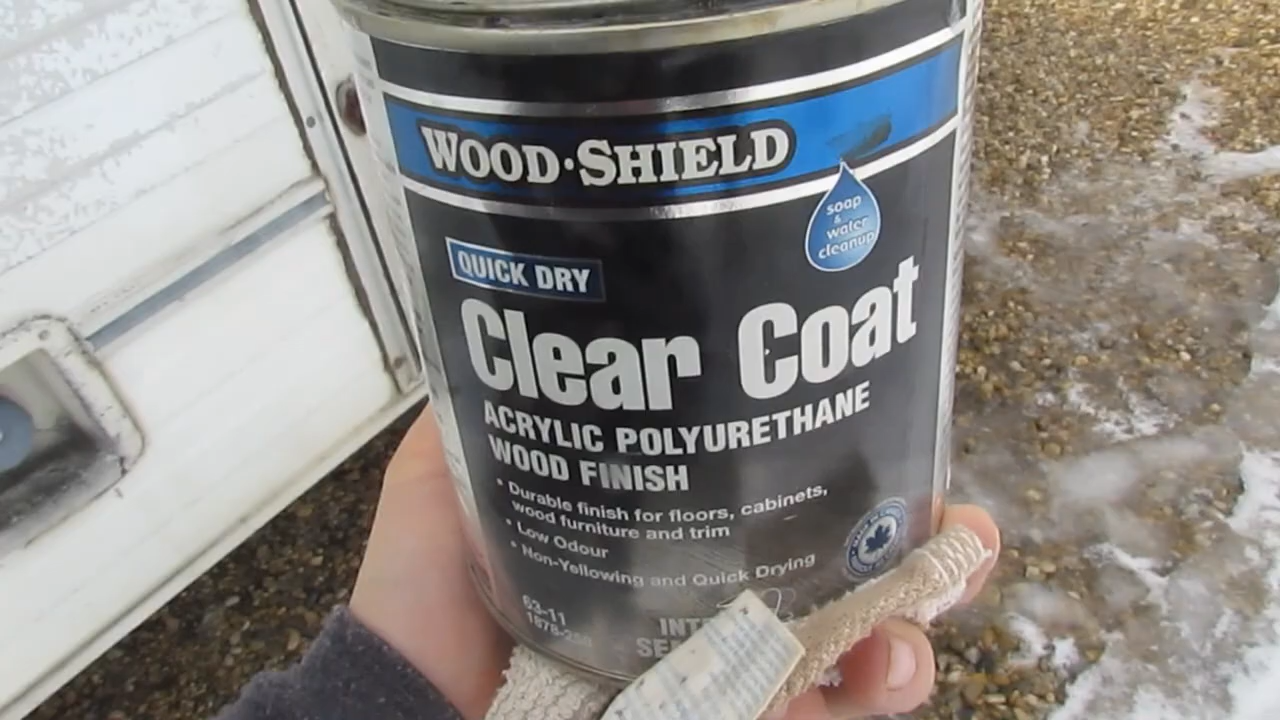 WOOD·SHIELD
soap
&
water
cleanup
QUICK DRY
Clear Coat
ACRYLIC POLYURETHANE
WOOD FINISH
• Durable finish for floors, cabinets,
wood furniture and trim
• Low Odour
• Non-Yellowing and Quick Drying
63-11